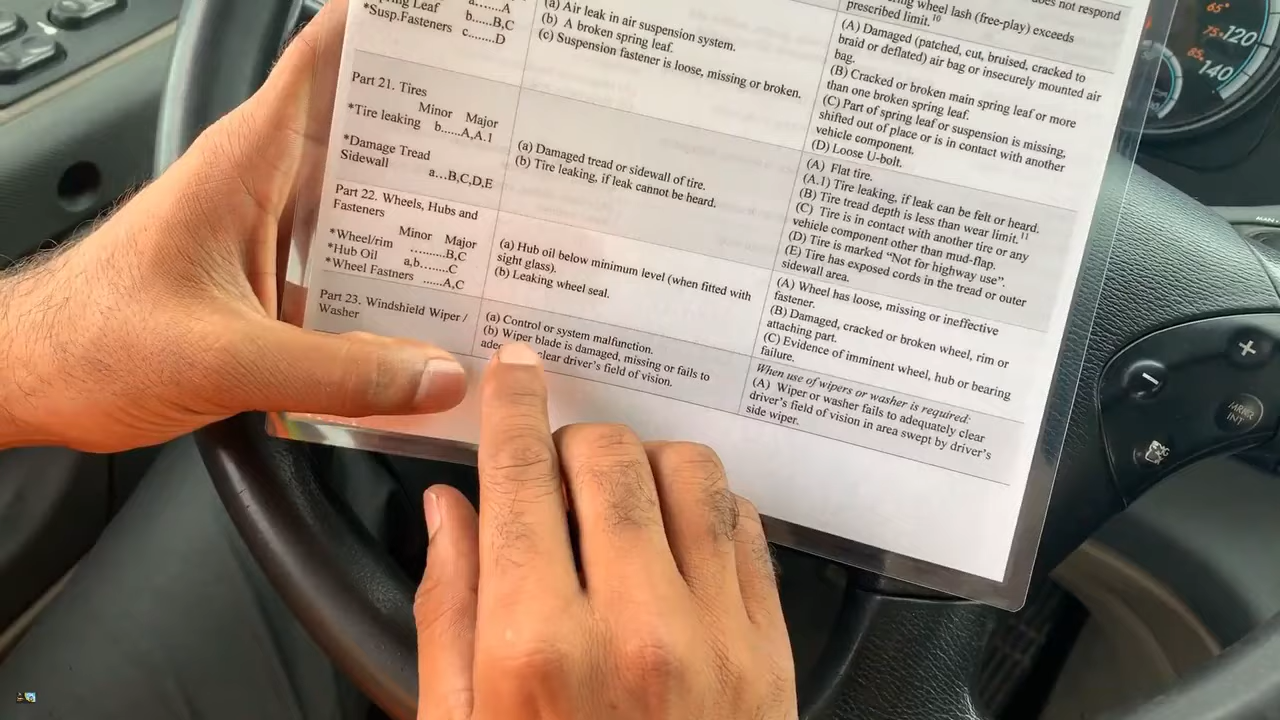 Leaf
*Susp.Fasteners
a.......A
b......B,C
c........D
(a) Air leak in air suspension system.
(b) A broken spring leaf.
(c) Suspension fastener is loose, missing or broken.
does not respond
wheel lash (free-play) exceeds
prescribed limit.10
(A) Damaged (patched, cut, bruised, cracked to
braid or deflated) air bag or insecurely mounted air
bag.
(B) Cracked or broken main spring leaf or more
than one broken spring leaf.
(C) Part of spring leaf or suspension is missing,
shifted out of place or is in contact with another
vehicle component.
(D) Loose U-bolt.
Part 21. Tires
Minor Major
*Tire leaking b......A,A.1
*Damage Tread
Sidewall
a...B,C,D,E
(a) Damaged tread or sidewall of tire.
(b) Tire leaking, if leak cannot be heard.
(A) Flat tire.
(A.1) Tire leaking, if leak can be felt or heard.
(B) Tire tread depth is less than wear limit.11
(C) Tire is in contact with another tire or any
vehicle component other than mud-flap.
(D) Tire is marked “Not for highway use”.
(E) Tire has exposed cords in the tread or outer
sidewall area.
Part 22. Wheels, Hubs and
Fasteners
Minor Major
*Wheel/rim .........B,C
*Hub Oil a,b.......C
*Wheel Fastners ......A,C
(a) Hub oil below minimum level (when fitted with
sight glass).
(b) Leaking wheel seal.
(A) Wheel has loose, missing or ineffective
fastener.
(B) Damaged, cracked or broken wheel, rim or
attaching part.
(C) Evidence of imminent wheel, hub or bearing
failure.
Part 23. Windshield Wiper /
Washer
(a) Control or system malfunction.
(b) Wiper blade is damaged, missing or fails to
clear driver's field of vision.
When use of wipers or washer is required:
(A) Wiper or washer fails to adequately clear
driver's field of vision in area swept by driver's
side wiper.
65°
75
120
85
140
MAN
+
−